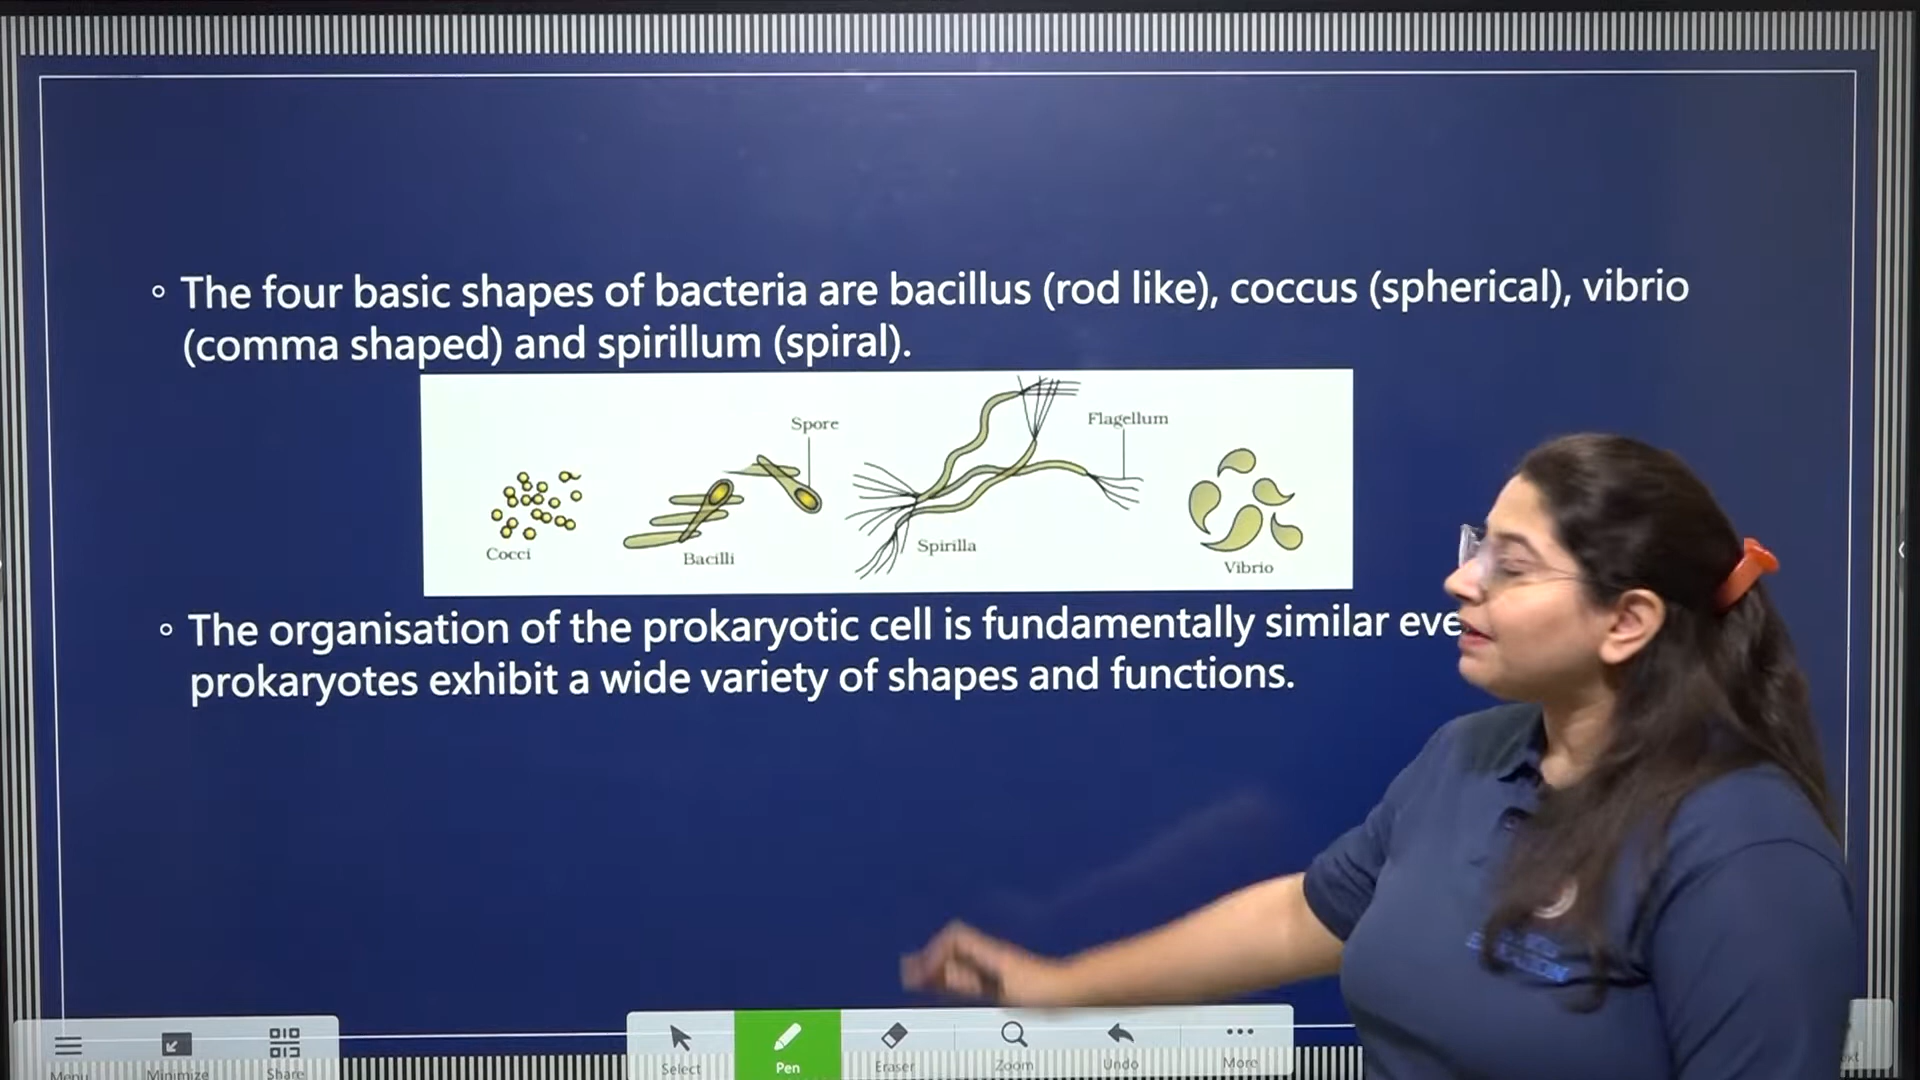 The four basic shapes of bacteria are bacillus (rod like), coccus (spherical), vibrio
(comma shaped) and spirillum (spiral).
Spore
Flagellum
Cocci
Bacilli
Spirilla
Vibrio
The organisation of the prokaryotic cell is fundamentally similar
prokaryotes exhibit a wide variety of shapes and functions.
Menu Minimize Share Select Pen Eraser Zoom Undo More